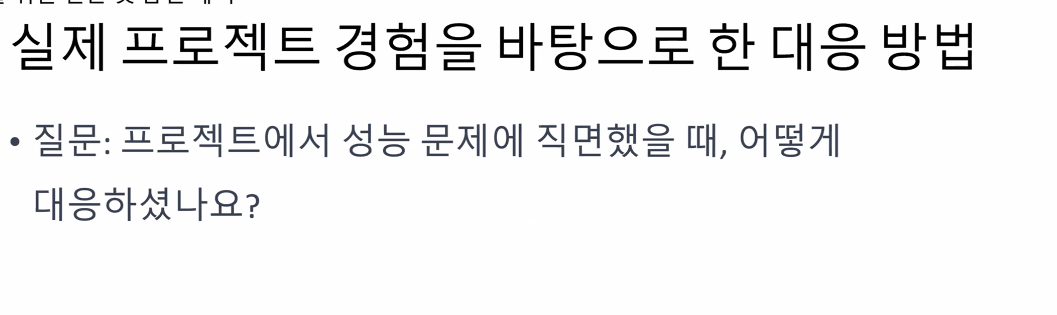 실제 프로젝트 경험을 바탕으로 한 대응 방법
• 질문: 프로젝트에서 성능 문제에 직면했을 때, 어떻게
대응하셨나요?